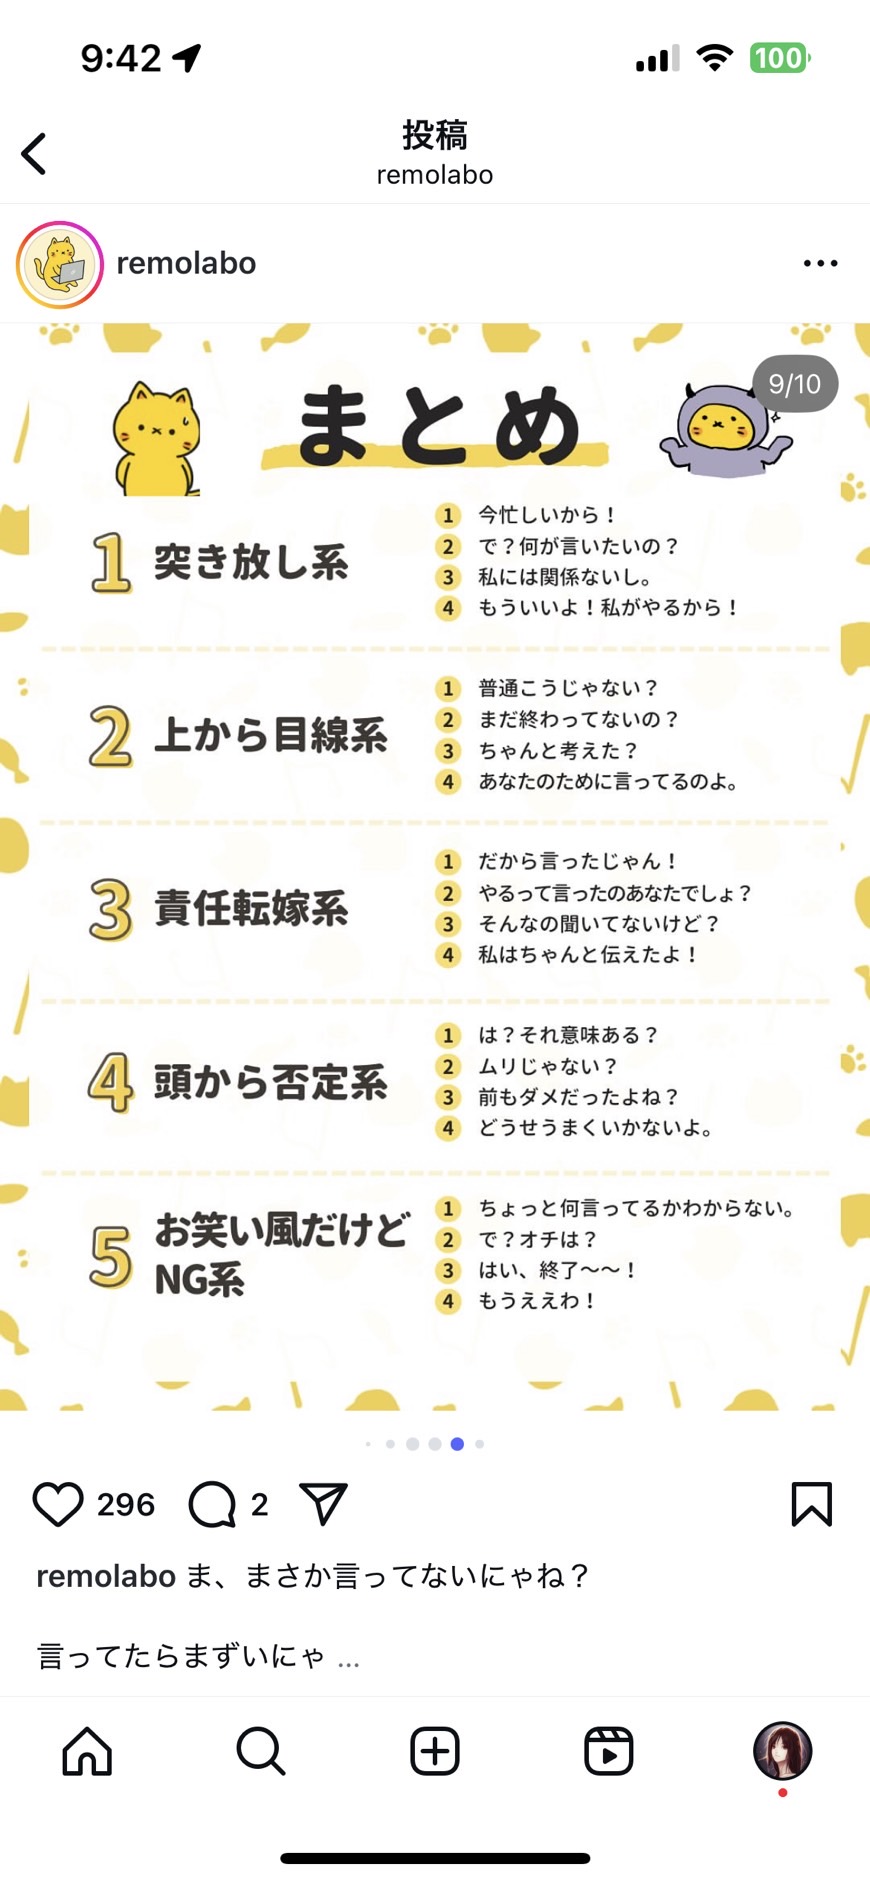 9:42
100
投稿
remolabo
remolabo
9/10
まとめ
1 突き放し系
1 今忙しいから！
2 で？何が言いたいの？
3 私には関係ないし。
4 もういいよ！私がやるから！
2 上から目線系
1 普通こうじゃない？
2 まだ終わってないの？
3 ちゃんと考えた？
4 あなたのために言ってるのよ。
3 責任転嫁系
1 だから言ったじゃん！
2 やるって言ったのあなたでしょ？
3 そんなの聞いてないけど？
4 私はちゃんと伝えたよ！
4 頭から否定系
1 は？それ意味ある？
2 ムリじゃない？
3 前もダメだったよね？
4 どうせうまくいかないよ。
5 お笑い風だけど
NG系
1 ちょっと何言ってるかわからない。
2 で？オチは？
3 はい、終了〜〜！
4 もうええわ！
296
2
remolabo ま、まさか言ってないにゃね？
言ってたらまずいにゃ ...